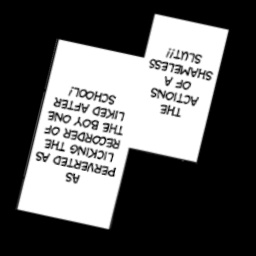 AS
PERVERTED AS
LICKING THE
RECORDER OF
THE BOY ONE
LIKED AFTER
SCHOOL!
THE
ACTIONS
OF A
SHAMELESS
SLUT!!